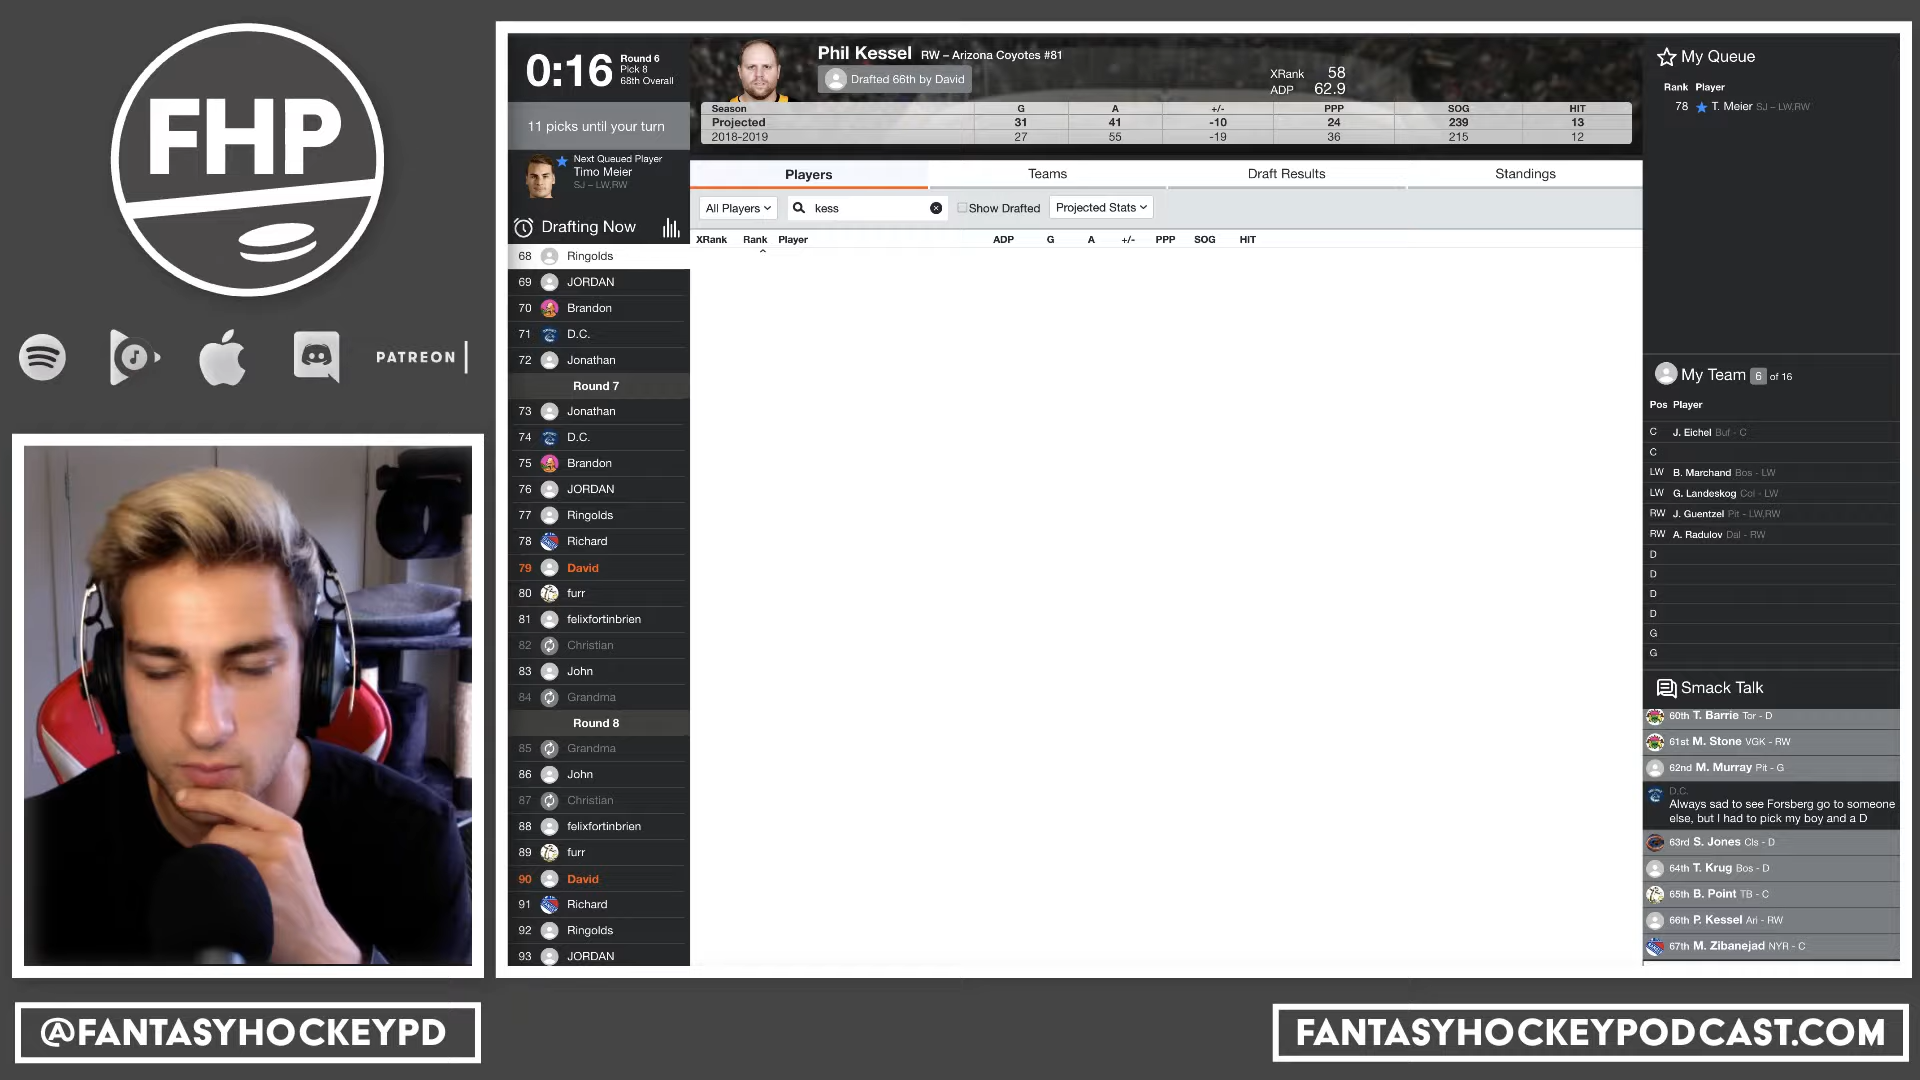 FHP
PATREON
@FANTASYHOCKEYPD
0:16
Round 6
Pick 8
68th Overall
11 picks until your turn
Next Queued Player
Timo Meier
SJ – LW,RW
Drafting Now
68 Ringolds
69 JORDAN
70 Brandon
71 D.C.
72 Jonathan
Round 7
73 Jonathan
74 D.C.
75 Brandon
76 JORDAN
77 Ringolds
78 Richard
79 David
80 furr
81 felixfortinbrien
82 Christian
83 John
84 Grandma
Round 8
85 Grandma
86 John
87 Christian
88 felixfortinbrien
89 furr
90 David
91 Richard
92 Ringolds
93 JORDAN
Phil Kessel RW – Arizona Coyotes #81
Drafted 66th by David
XRank 58
ADP 62.9
Season G A +/- PPP SOG HIT
Projected 31 41 -10 24 239 13
2018-2019 27 55 -19 36 215 12
Players Teams Draft Results Standings
All Players kess Show Drafted Projected Stats
XRank Rank Player ADP G A +/- PPP SOG HIT
My Queue
Rank Player
78 T. Meier SJ – LW,RW
My Team 6 of 16
Pos Player
C J. Eichel Buf - C
C
LW B. Marchand Bos - LW
LW G. Landeskog Col - LW
RW J. Guentzel Pit - LW,RW
RW A. Radulov Dal - RW
D
D
D
D
G
G
Smack Talk
60th T. Barrie Tor - D
61st M. Stone VGK - RW
62nd M. Murray Pit - G
D.C.
Always sad to see Forsberg go to someone
else, but I had to pick my boy and a D
63rd S. Jones Cls - D
64th T. Krug Bos - D
65th B. Point TB - C
66th P. Kessel Ari - RW
67th M. Zibanejad NYR - C
FANTASYHOCKEYPODCAST.COM